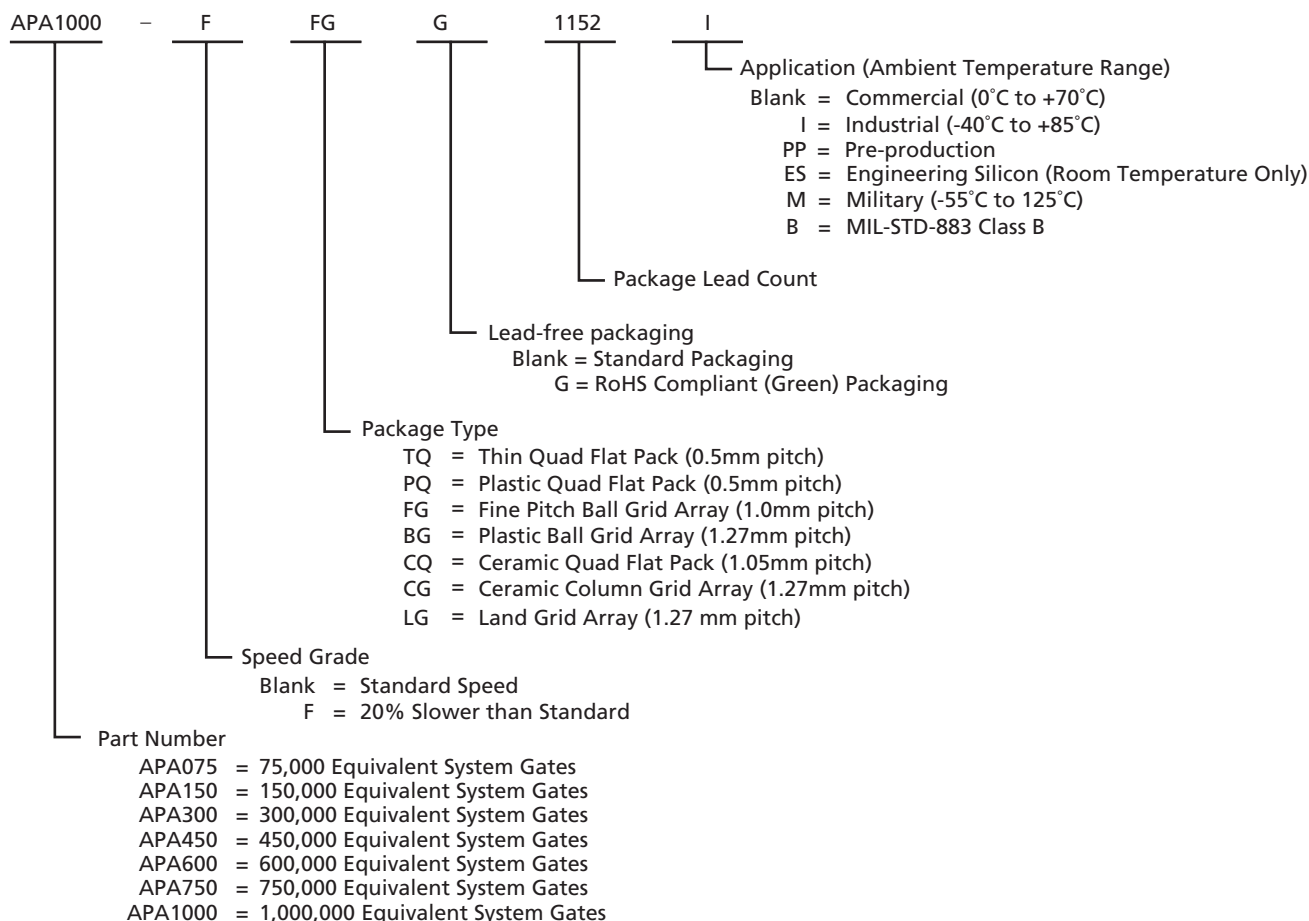 APA1000 – F FG G 1152 I
Application (Ambient Temperature Range)
Blank = Commercial (0˚C to +70˚C)
I = Industrial (-40˚C to +85˚C)
PP = Pre-production
ES = Engineering Silicon (Room Temperature Only)
M = Military (-55˚C to 125˚C)
B = MIL-STD-883 Class B
Package Lead Count
Lead-free packaging
Blank = Standard Packaging
G = RoHS Compliant (Green) Packaging
Package Type
TQ = Thin Quad Flat Pack (0.5mm pitch)
PQ = Plastic Quad Flat Pack (0.5mm pitch)
FG = Fine Pitch Ball Grid Array (1.0mm pitch)
BG = Plastic Ball Grid Array (1.27mm pitch)
CQ = Ceramic Quad Flat Pack (1.05mm pitch)
CG = Ceramic Column Grid Array (1.27mm pitch)
LG = Land Grid Array (1.27 mm pitch)
Speed Grade
Blank = Standard Speed
F = 20% Slower than Standard
Part Number
APA075 = 75,000 Equivalent System Gates
APA150 = 150,000 Equivalent System Gates
APA300 = 300,000 Equivalent System Gates
APA450 = 450,000 Equivalent System Gates
APA600 = 600,000 Equivalent System Gates
APA750 = 750,000 Equivalent System Gates
APA1000 = 1,000,000 Equivalent System Gates